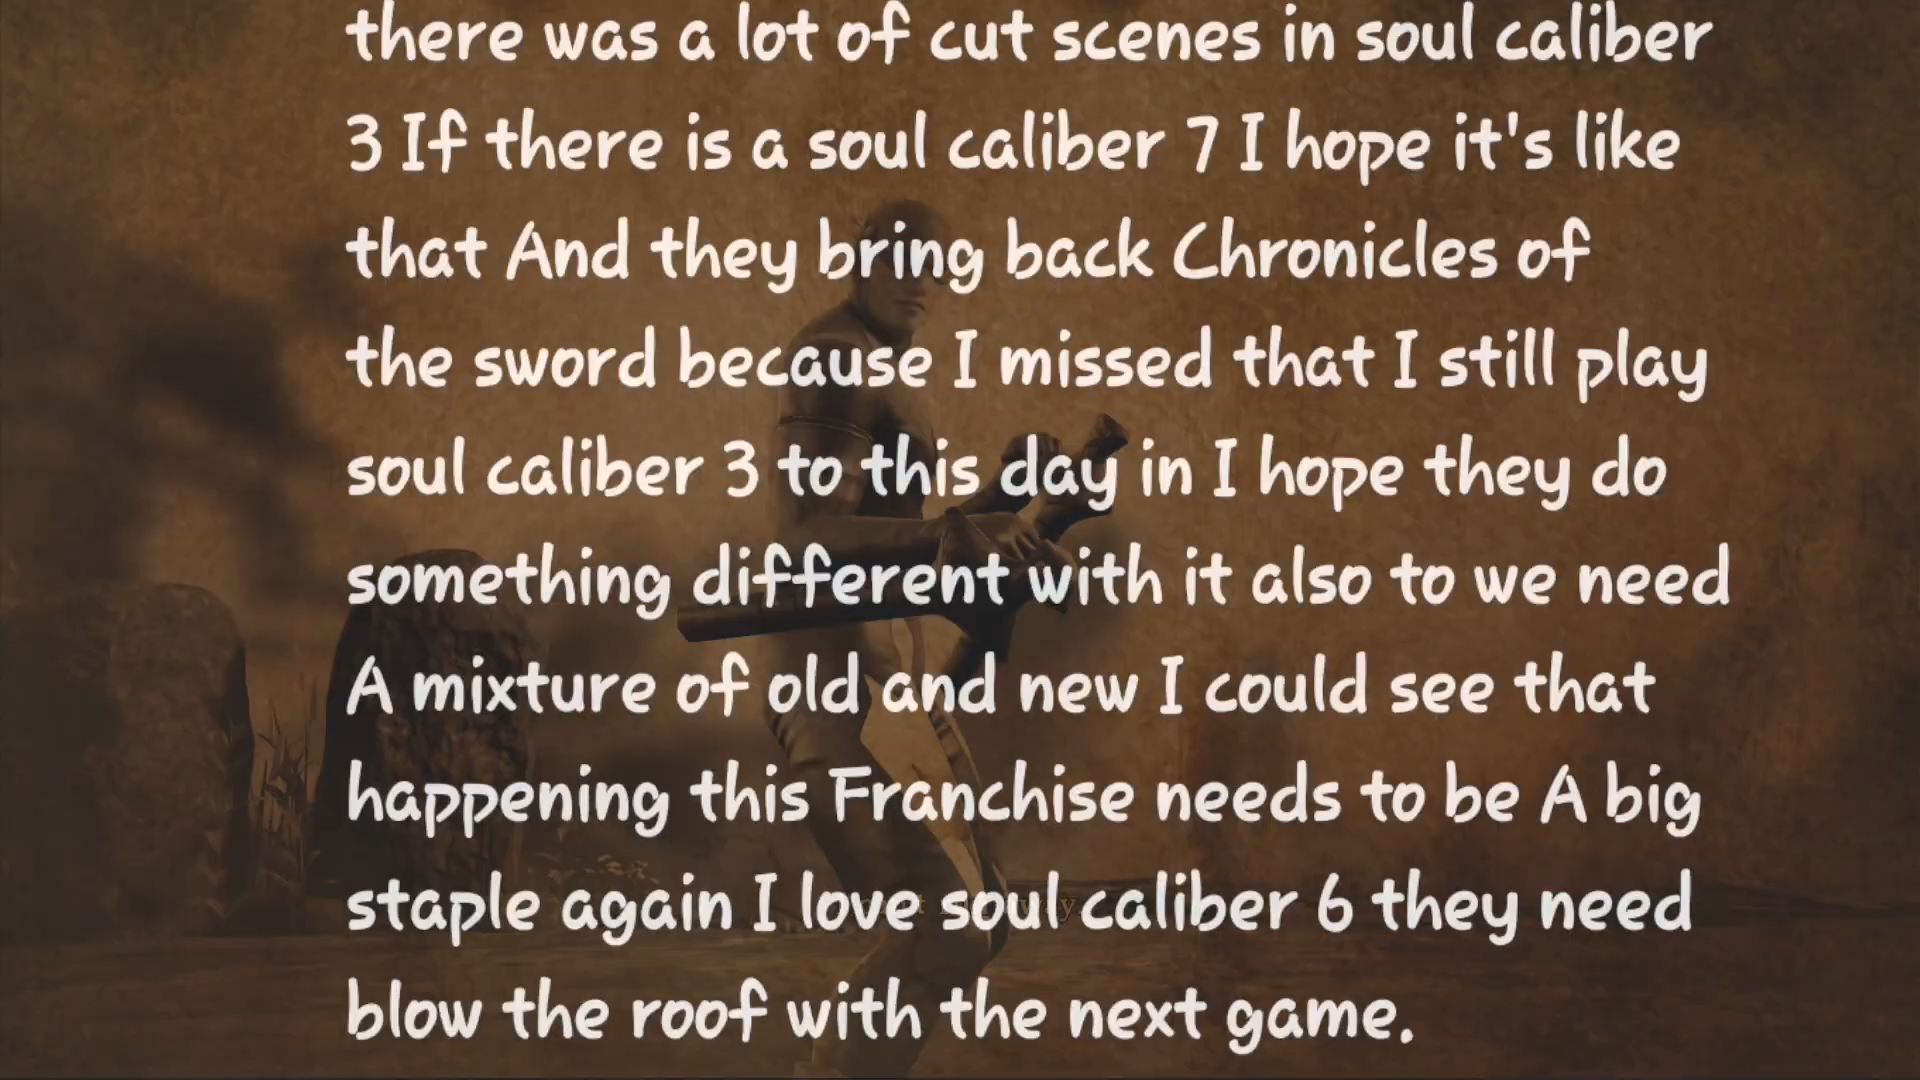 there was a lot of cut scenes in soul caliber
3 If there is a soul caliber 7 I hope it's like
that And they bring back Chronicles of
the sword because I missed that I still play
soul caliber 3 to this day in I hope they do
something different with it also to we need
A mixture of old and new I could see that
happening this Franchise needs to be A big
staple again I love soul caliber 6 they need
blow the roof with the next game.